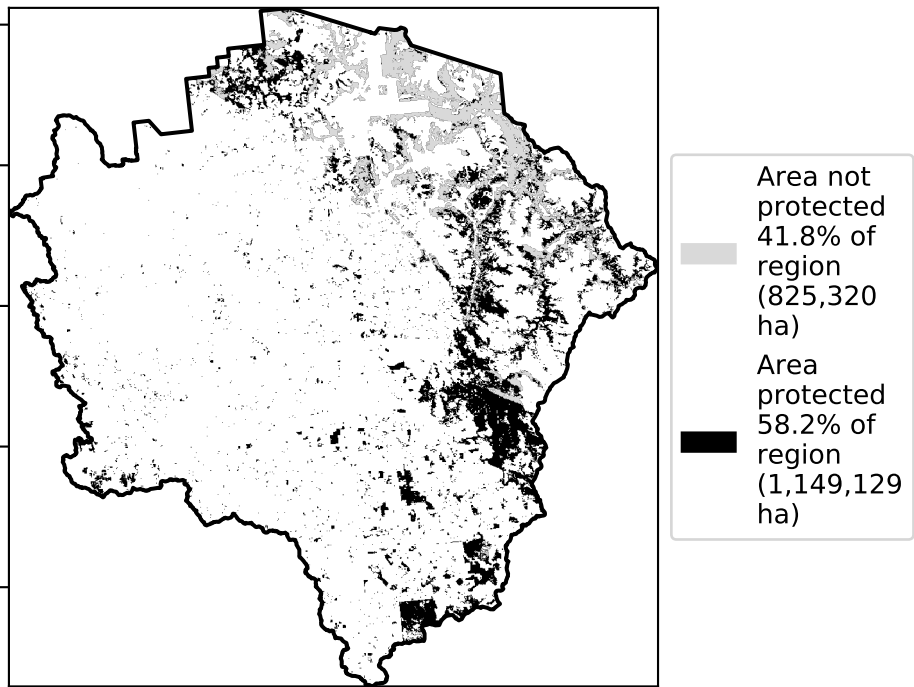 Area not
protected
41.8% of
region
(825,320
ha)
Area
protected
58.2% of
region
(1,149,129
ha)